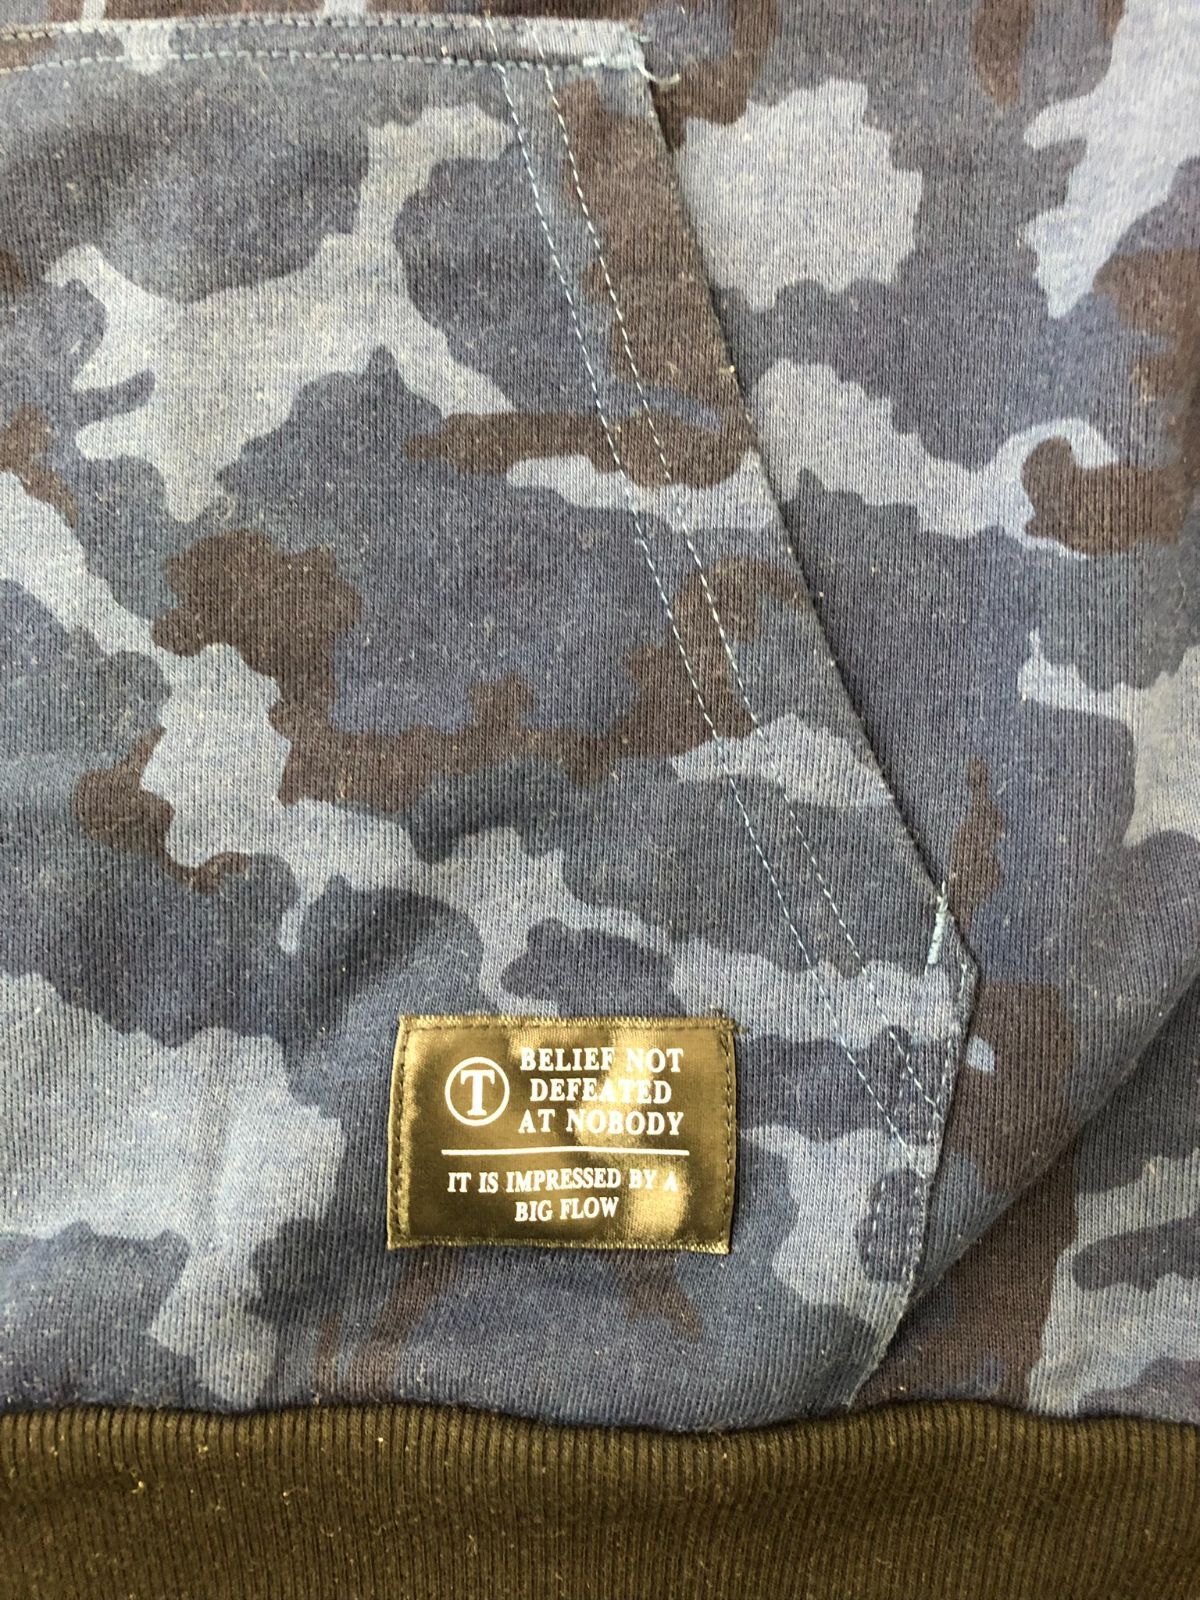 T
BELIEF NOT
DEFEATED
AT NOBODY
IT IS IMPRESSED BY A
BIG FLOW